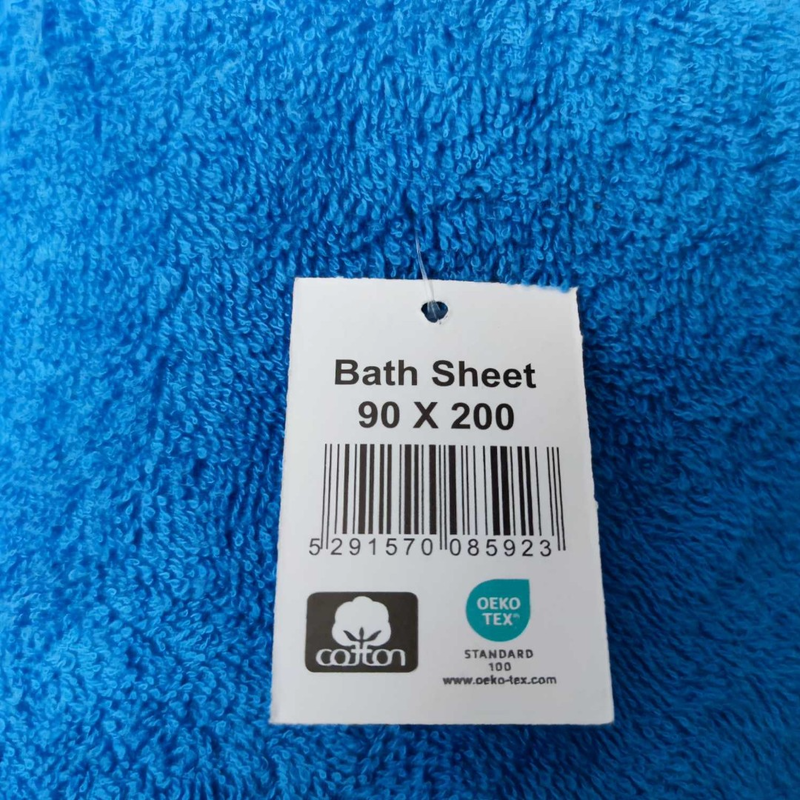 Bath Sheet
90 X 200
5 291570 085923
cotton
OEKO
TEX®
STANDARD
100
www.oeko-tex.com